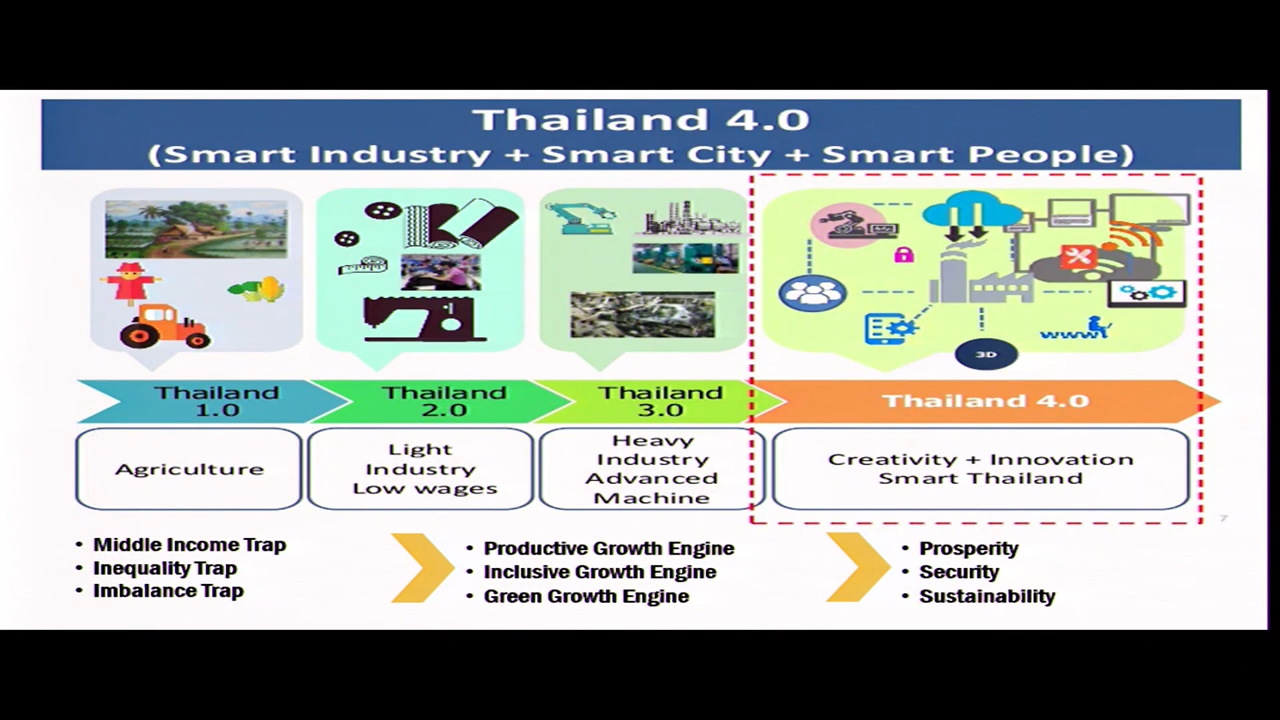 Thailand 4.0
(Smart Industry + Smart City + Smart People)
3D
www
Thailand
1.0
Thailand
2.0
Thailand
3.0
Thailand 4.0
Agriculture
Light
Industry
Low wages
Heavy
Industry
Advanced
Machine
Creativity + Innovation
Smart Thailand
7
• Middle Income Trap
• Inequality Trap
• Imbalance Trap
• Productive Growth Engine
• Inclusive Growth Engine
• Green Growth Engine
• Prosperity
• Security
• Sustainability